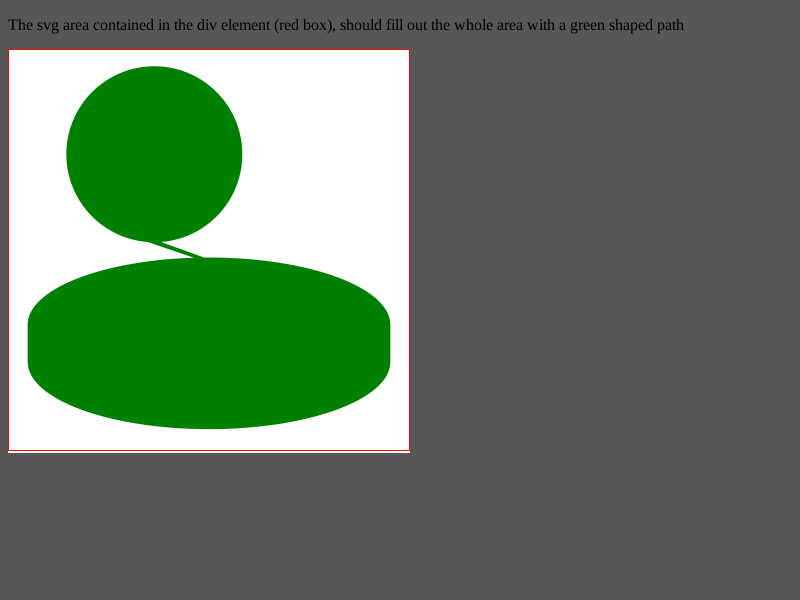 The svg area contained in the div element (red box), should fill out the whole area with a green shaped path